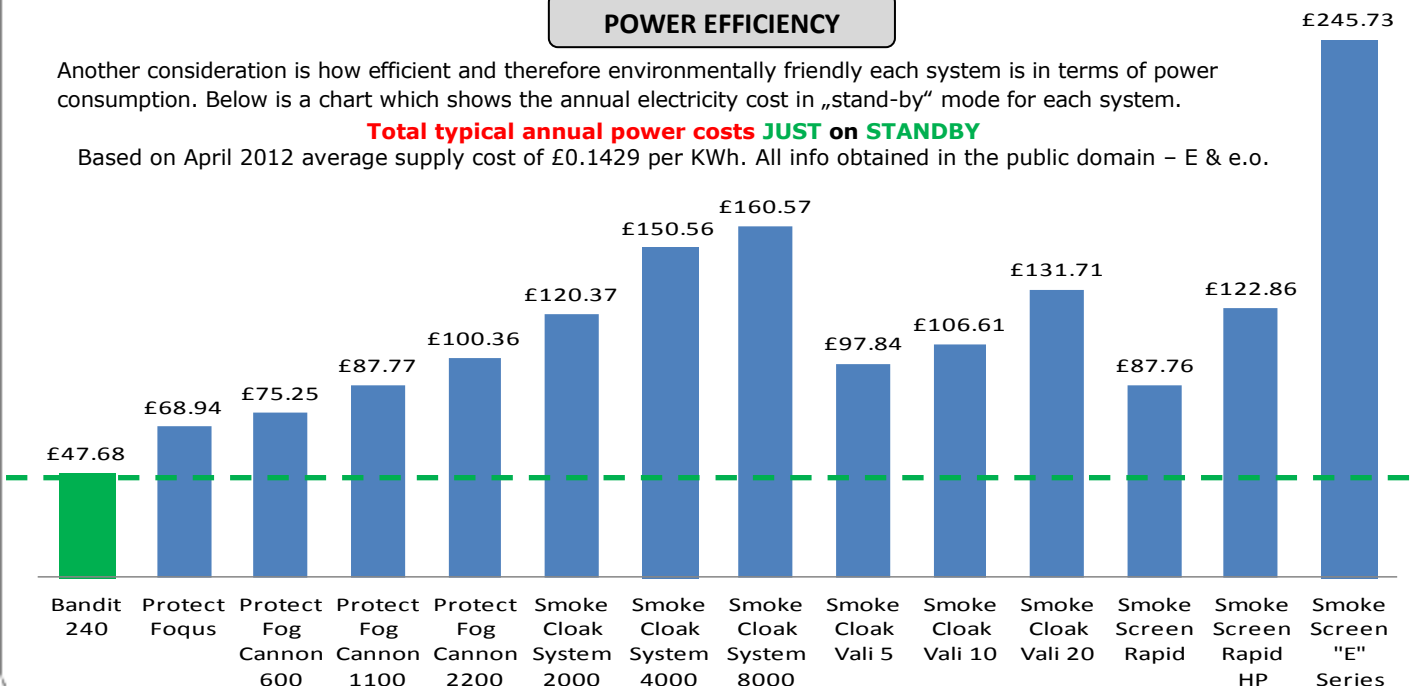 POWER EFFICIENCY
£245.73
Another consideration is how efficient and therefore environmentally friendly each system is in terms of power
consumption. Below is a chart which shows the annual electricity cost in „stand-by“ mode for each system.
Total typical annual power costs JUST on STANDBY
Based on April 2012 average supply cost of £0.1429 per KWh. All info obtained in the public domain – E & e.o.
£47.68
£68.94
£75.25
£87.77
£100.36
£120.37
£150.56
£160.57
£97.84
£106.61
£131.71
£87.76
£122.86
Bandit
240
Protect
Foqus
Protect
Fog
Cannon
600
Protect
Fog
Cannon
1100
Protect
Fog
Cannon
2200
Smoke
Cloak
System
2000
Smoke
Cloak
System
4000
Smoke
Cloak
System
8000
Smoke
Cloak
Vali 5
Smoke
Cloak
Vali 10
Smoke
Cloak
Vali 20
Smoke
Screen
Rapid
Smoke
Screen
Rapid
HP
Smoke
Screen
"E"
Series